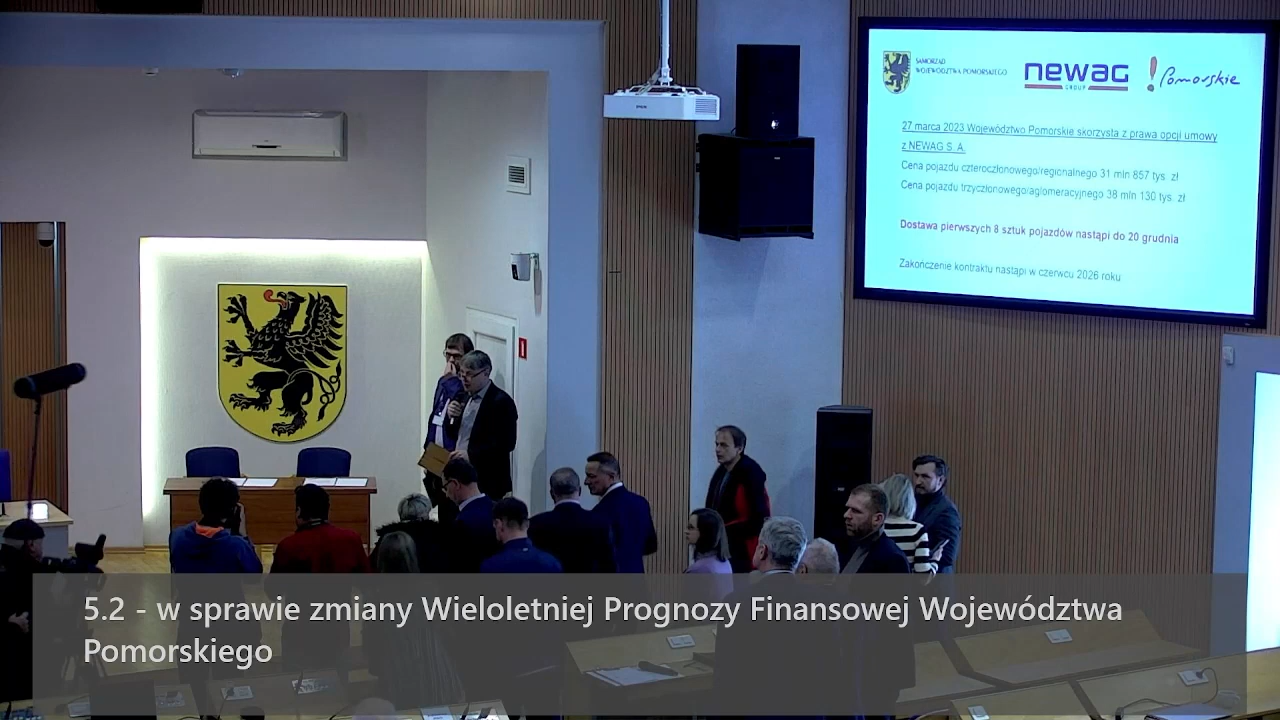 SAMORZĄD
WOJEWÓDZTWA POMORSKIEGO
newag
GROUP
Pomorskie
27 marca 2023 Województwo Pomorskie skorzysta z prawa opcji umowy
z NEWAG S. A.
Cena pojazdu czteroczłonowego/regionalnego 31 mln 857 tys. zł
Cena pojazdu trzyczłonowego/aglomeracyjnego 38 mln 130 tys. zł
Dostawa pierwszych 8 sztuk pojazdów nastąpi do 20 grudnia
Zakończenie kontraktu nastąpi w czerwcu 2026 roku
5.2 - w sprawie zmiany Wieloletniej Prognozy Finansowej Województwa
Pomorskiego